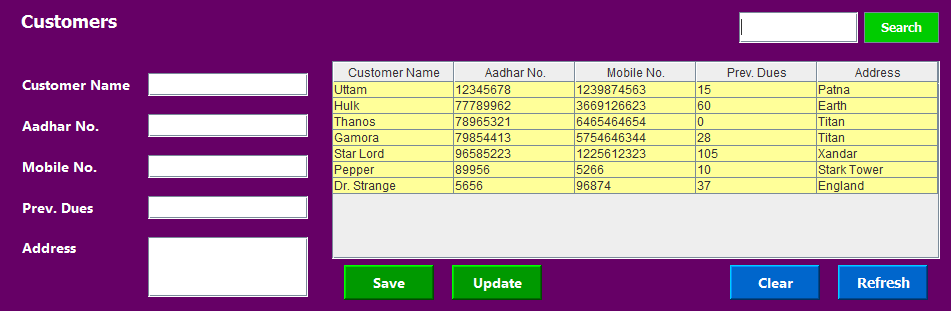 Customers
Search
Customer Name
Aadhar No.
Mobile No.
Prev. Dues
Address
Customer Name Aadhar No. Mobile No. Prev. Dues Address
Uttam 12345678 1239874563 15 Patna
Hulk 77789962 3669126623 60 Earth
Thanos 78965321 6465464654 0 Titan
Gamora 79854413 5754646344 28 Titan
Star Lord 96585223 1225612323 105 Xandar
Pepper 89956 5266 10 Stark Tower
Dr. Strange 5656 96874 37 England
Save Update Clear Refresh